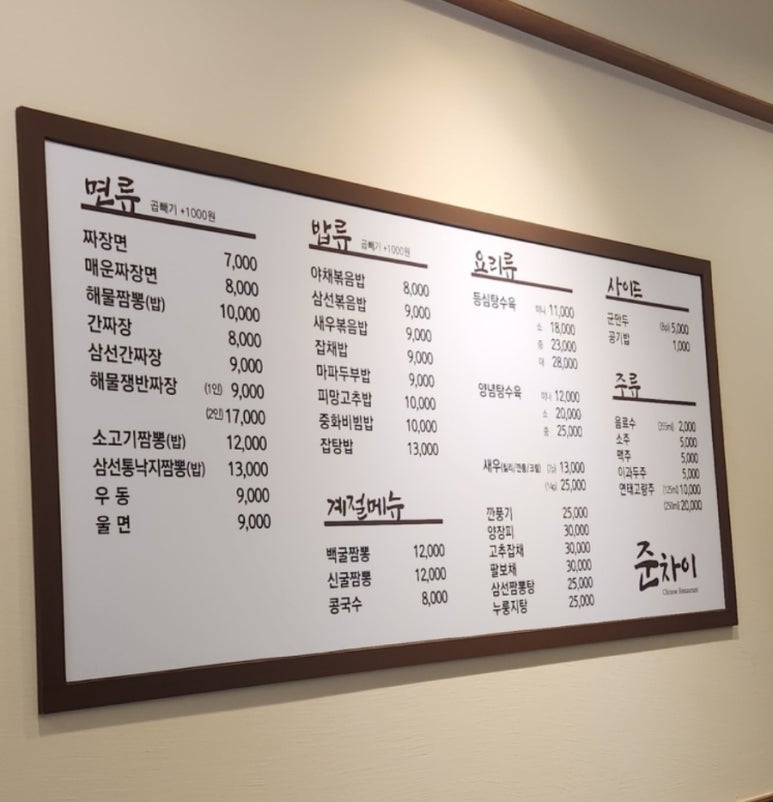 면류 곱빼기 +1000원
짜장면 7,000
매운짜장면 8,000
해물짬뽕(밥) 10,000
간짜장 8,000
삼선간짜장 9,000
해물쟁반짜장 (1인) 9,000
(2인) 17,000
소고기짬뽕(밥) 12,000
삼선통낙지짬뽕(밥) 13,000
우동 9,000
울면 9,000
밥류 곱빼기 +1000원
야채볶음밥 8,000
삼선볶음밥 9,000
새우볶음밥 9,000
잡채밥 9,000
마파두부밥 9,000
피망고추밥 10,000
중화비빔밥 10,000
잡탕밥 13,000
계절메뉴
백굴짬뽕 12,000
신굴짬뽕 12,000
콩국수 8,000
요리류
등심탕수육 미니 11,000
소 18,000
중 23,000
대 28,000
양념탕수육 미니 12,000
소 20,000
중 25,000
새우(칠리/깐풍/크림) (7p) 13,000
(14p) 25,000
깐풍기 25,000
양장피 30,000
고추잡채 30,000
팔보채 30,000
삼선짬뽕탕 25,000
누룽지탕 25,000
사이드
군만두 (8p) 5,000
공기밥 1,000
주류
음료수 (355ml) 2,000
소주 5,000
맥주 5,000
이과두주 5,000
연태고량주 (125ml) 10,000
(250ml) 20,000
준차이
Chinese Restaurant